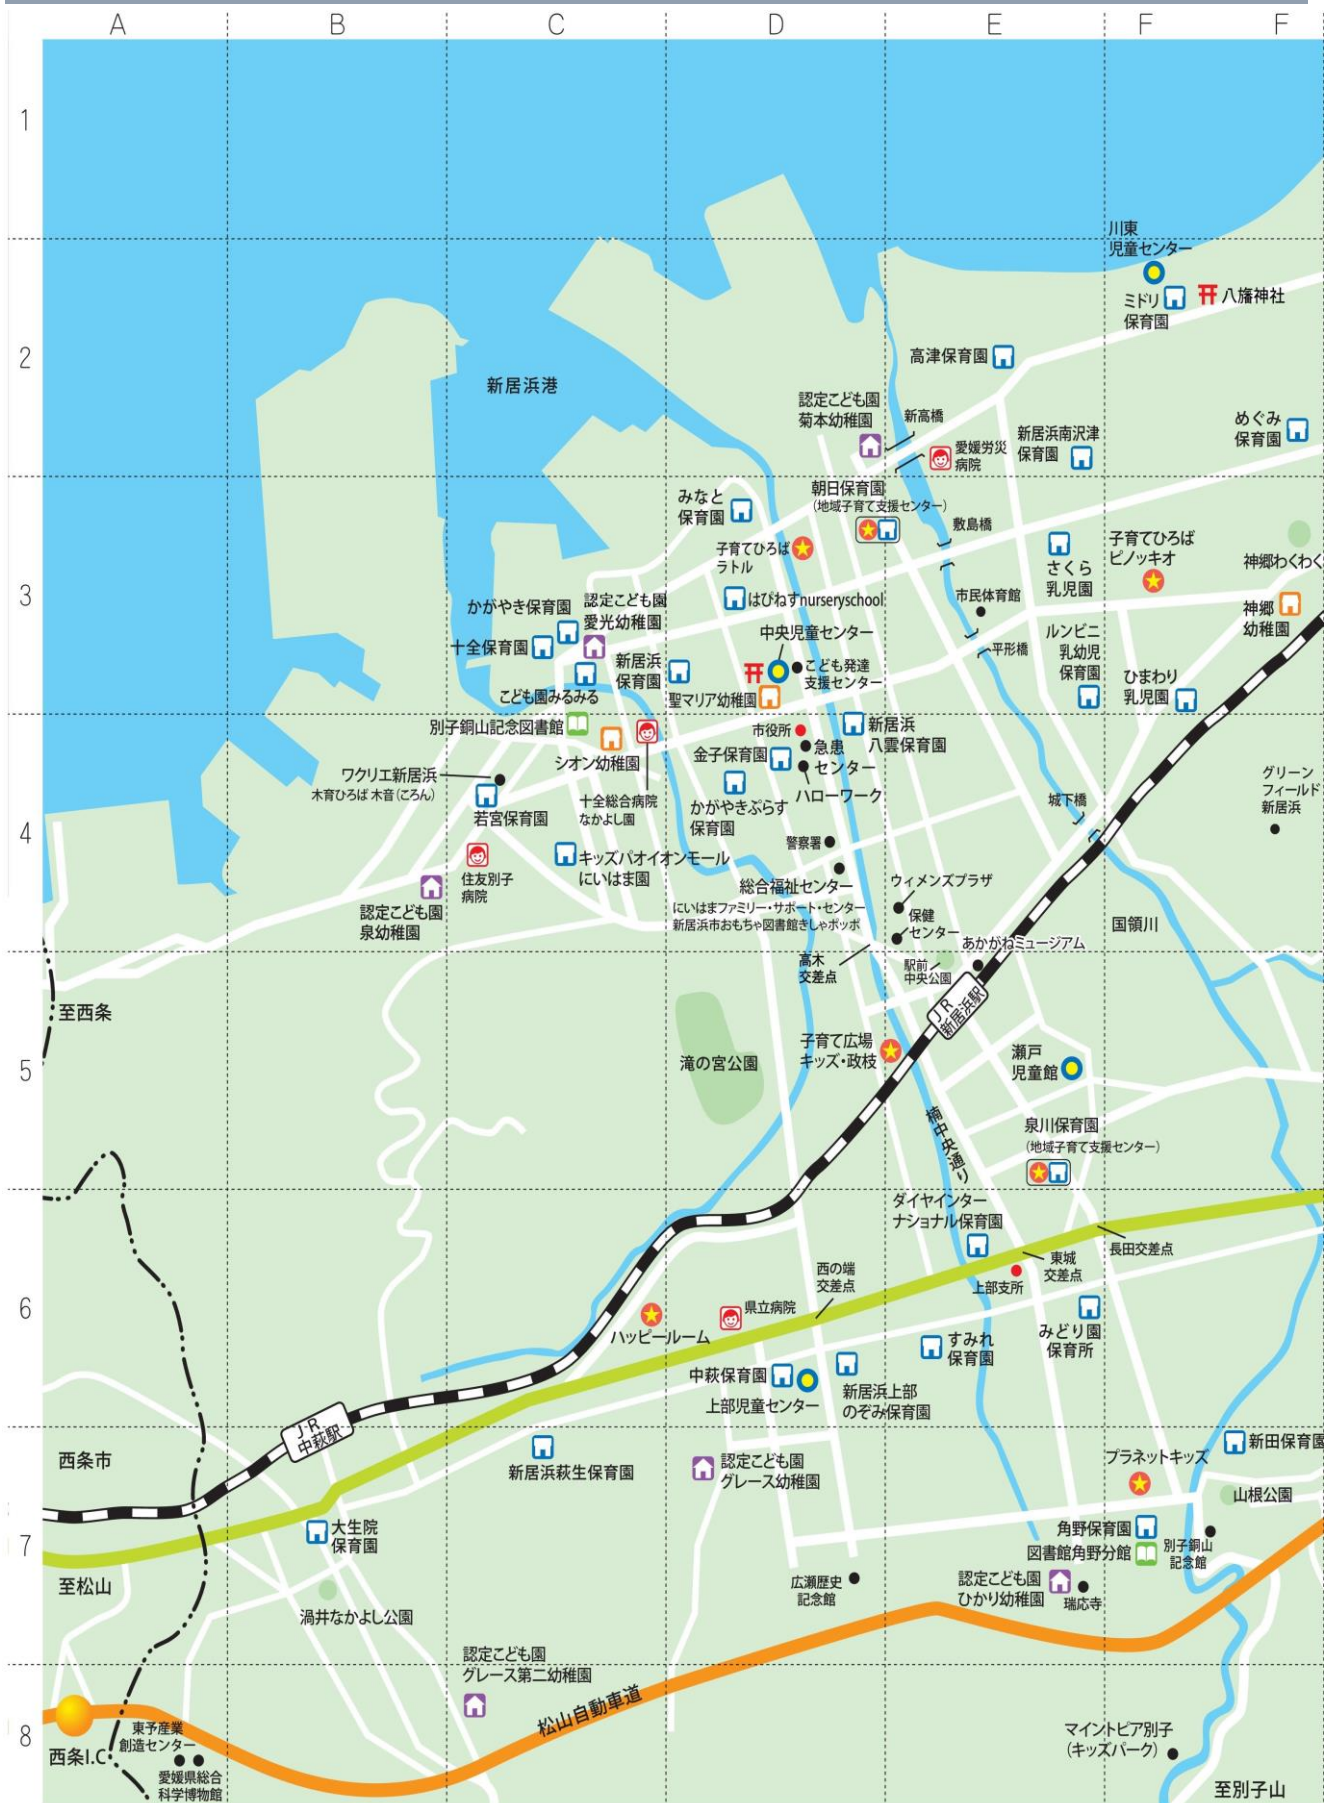 A
B
C
D
E
F
F
1
川東
児童センター
ミドリ
保育園
八旛神社
2
高津保育園
新居浜港
認定こども園
菊本幼稚園
新高橋
愛媛労災
病院
新居浜南沢津
保育園
めぐみ
保育園
みなと
保育園
朝日保育園
(地域子育て支援センター)
敷島橋
子育てひろば
ラトル
さくら
乳児園
子育てひろば
ピノッキオ
神郷わくわく
3
はぴねすnurseryschool
市民体育館
神郷
幼稚園
かがやき保育園
認定こども園
愛光幼稚園
十全保育園
中央児童センター
平形橋
ルンビニ
乳幼児
保育園
新居浜
保育園
こども発達
支援センター
ひまわり
乳児園
こども園みるみる
聖マリア幼稚園
別子銅山記念図書館
シオン幼稚園
市役所
急患
センター
新居浜
八雲保育園
金子保育園
ハローワーク
ワクリエ新居浜
木育ひろば 木音(ころん)
若宮保育園
十全総合病院
なかよし園
かがやきぷらす
保育園
城下橋
グリーン
フィールド
新居浜
4
警察署
キッズパオイオンモール
にいはま園
住友別子
病院
総合福祉センター
にいはまファミリー・サポート・センター
新居浜市おもちゃ図書館きしゃポッポ
ウィメンズプラザ
保健
センター
認定こども園
泉幼稚園
国領川
あかがねミュージアム
高木
交差点
駅前
中央公園
JR
新居浜駅
至西条
子育て広場
キッズ・政枝
滝の宮公園
瀬戸
児童館
5
楠中央通り
泉川保育園
(地域子育て支援センター)
ダイヤインター
ナショナル保育園
長田交差点
東城
交差点
西の端
交差点
上部支所
6
県立病院
ハッピールーム
みどり園
保育所
すみれ
保育園
中萩保育園
上部児童センター
新居浜上部
のぞみ保育園
JR
中萩駅
西条市
新居浜萩生保育園
認定こども園
グレース幼稚園
プラネットキッズ
新田保育園
山根公園
7
大生院
保育園
角野保育園
図書館角野分館
別子銅山
記念館
至松山
広瀬歴史
記念館
認定こども園
ひかり幼稚園
瑞応寺
渦井なかよし公園
認定こども園
グレース第二幼稚園
松山自動車道
8
西条I.C
東予産業
創造センター
愛媛県総合
科学博物館
マイントピア別子
(キッズパーク)
至別子山